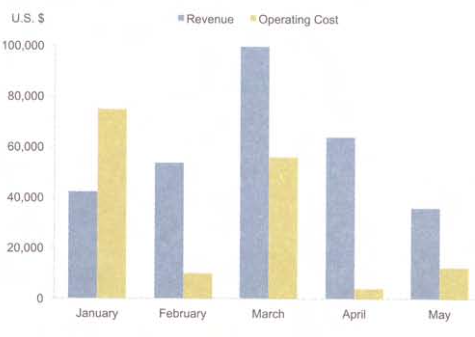 U.S. $
Revenue Operating Cost
100,000
80,000
60,000
40,000
20,000
0
January February March April May